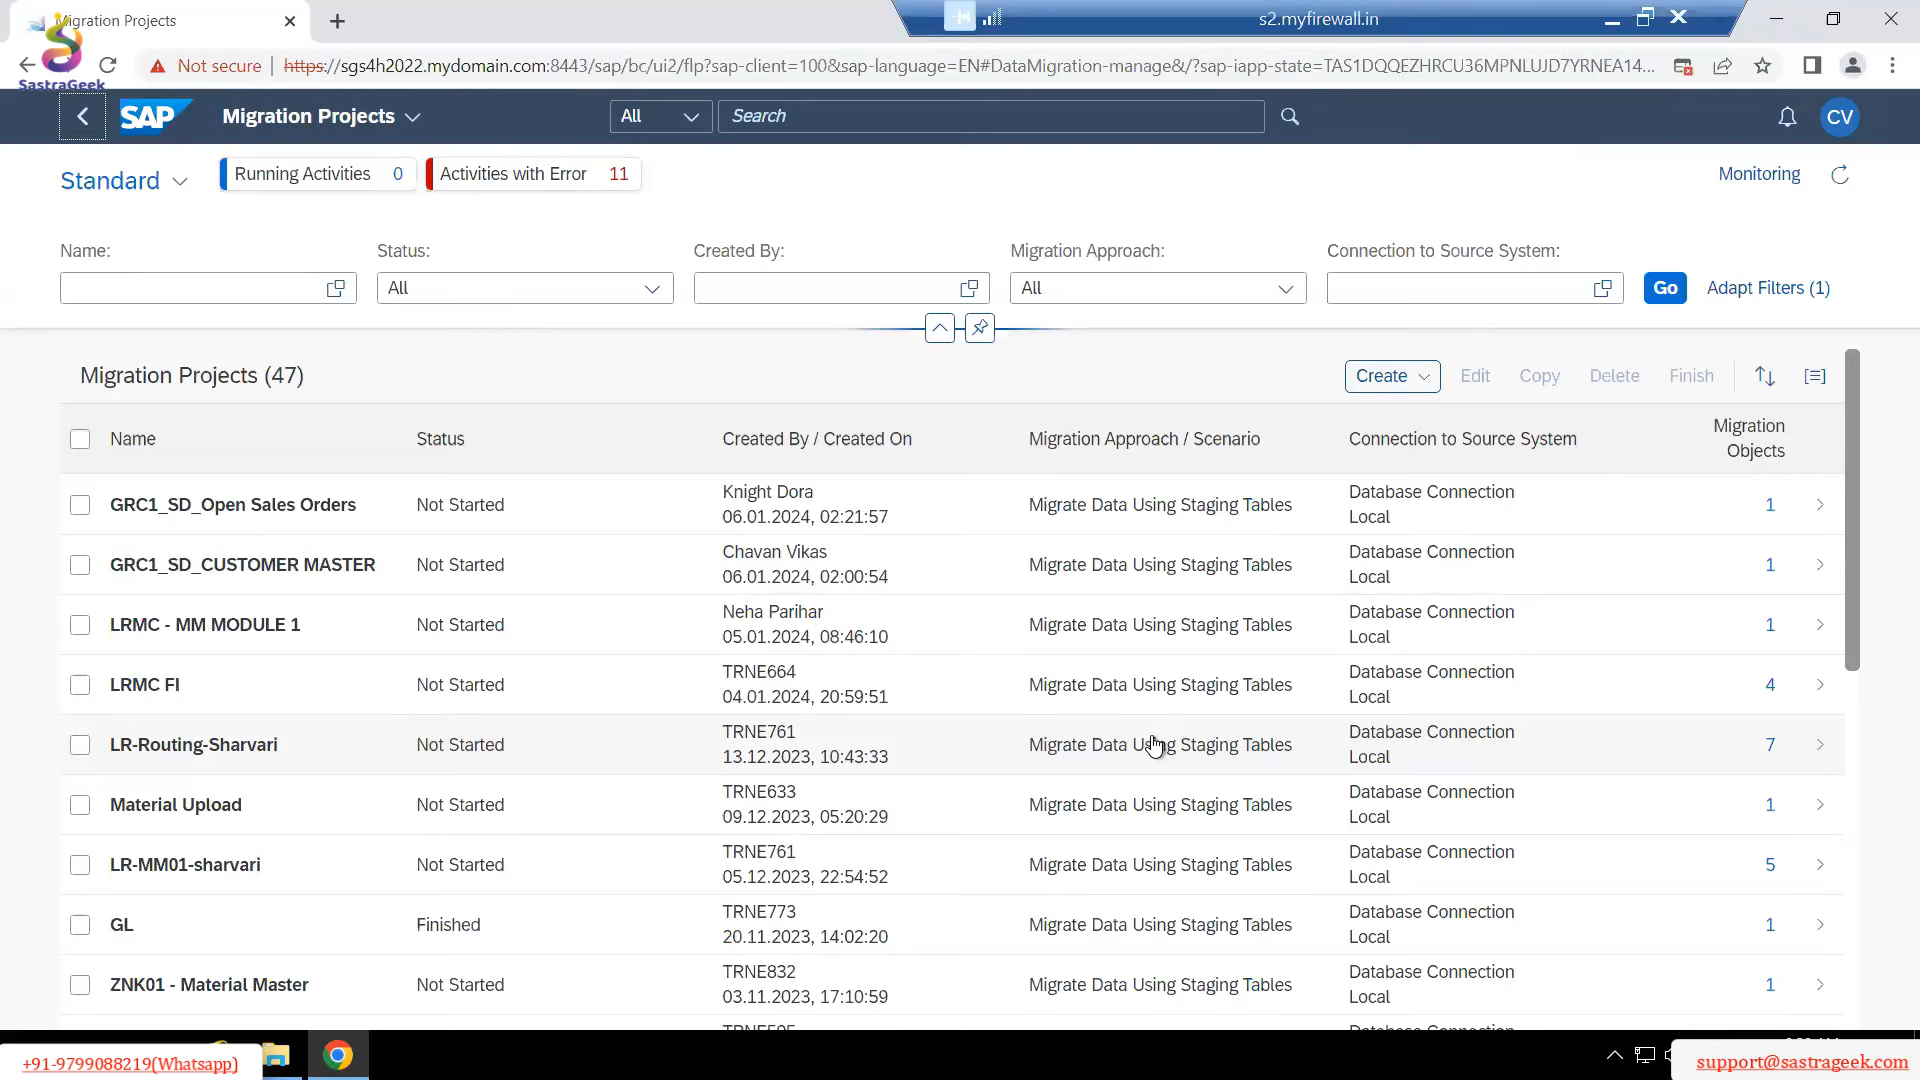 Migration Projects
s2.myfirewall.in
SastraGeek
Not secure https://sgs4h2022.mydomain.com:8443/sap/bc/ui2/flp?sap-client=100&sap-language=EN#DataMigration-manage&/?sap-iapp-state=TAS1DQQEZHRCU36MPNLUJD7YRNEA14...
SAP Migration Projects All Search CV
Standard Running Activities 0 Activities with Error 11 Monitoring
Name: Status: Created By: Migration Approach: Connection to Source System:
All All Go Adapt Filters (1)
Migration Projects (47) Create Edit Copy Delete Finish
Name Status Created By / Created On Migration Approach / Scenario Connection to Source System Migration Objects
GRC1_SD_Open Sales Orders Not Started Knight Dora 06.01.2024, 02:21:57 Migrate Data Using Staging Tables Database Connection Local 1
GRC1_SD_CUSTOMER MASTER Not Started Chavan Vikas 06.01.2024, 02:00:54 Migrate Data Using Staging Tables Database Connection Local 1
LRMC - MM MODULE 1 Not Started Neha Parihar 05.01.2024, 08:46:10 Migrate Data Using Staging Tables Database Connection Local 1
LRMC FI Not Started TRNE664 04.01.2024, 20:59:51 Migrate Data Using Staging Tables Database Connection Local 4
LR-Routing-Sharvari Not Started TRNE761 13.12.2023, 10:43:33 Migrate Data Using Staging Tables Database Connection Local 7
Material Upload Not Started TRNE633 09.12.2023, 05:20:29 Migrate Data Using Staging Tables Database Connection Local 1
LR-MM01-sharvari Not Started TRNE761 05.12.2023, 22:54:52 Migrate Data Using Staging Tables Database Connection Local 5
GL Finished TRNE773 20.11.2023, 14:02:20 Migrate Data Using Staging Tables Database Connection Local 1
ZNK01 - Material Master Not Started TRNE832 03.11.2023, 17:10:59 Migrate Data Using Staging Tables Database Connection Local 1
+91-9799088219(Whatsapp)
support@sastrageek.com